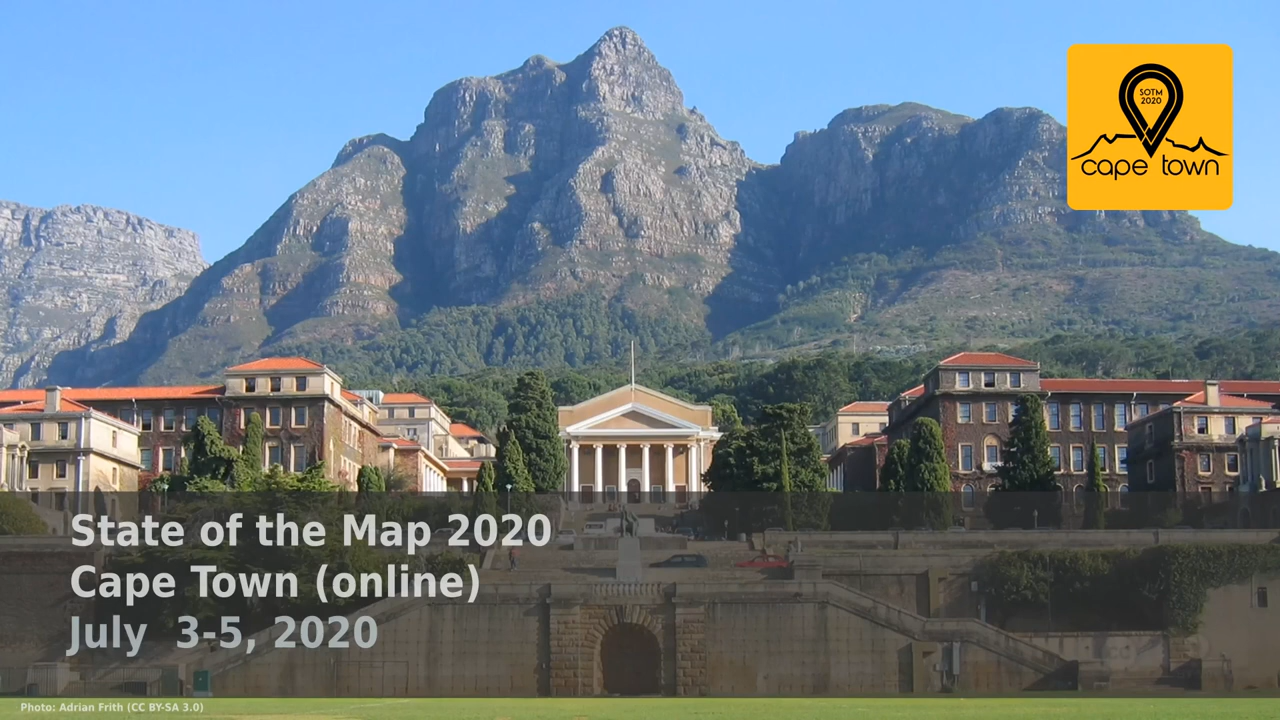 SOTM
2020
cape town
State of the Map 2020
Cape Town (online)
July 3-5, 2020
Photo: Adrian Frith (CC BY-SA 3.0)